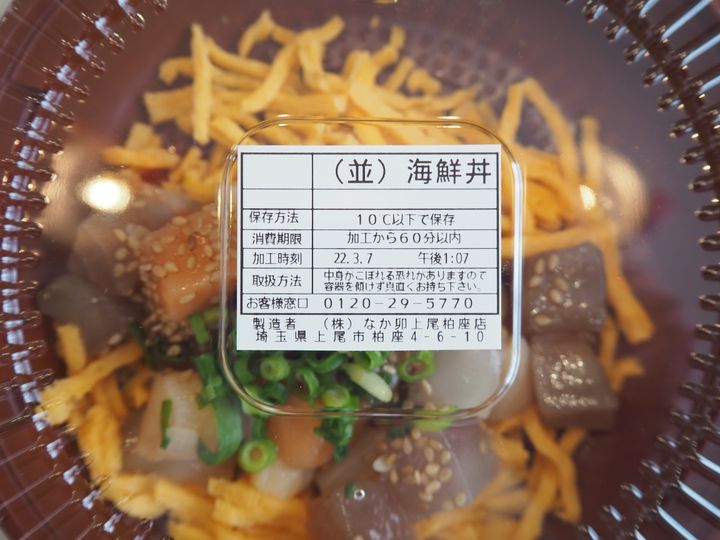 （並）海鮮丼
保存方法 １０℃以下で保存
消費期限 加工から６０分以内
加工時刻 22.3.7 午後1:07
取扱方法 中身がこぼれる恐れがありますので
容器を傾けず真直くお持ち下さい。
お客様窓口 0120-29-5770
製造者 （株）なか卯上尾柏座店
埼玉県上尾市柏座4-6-10